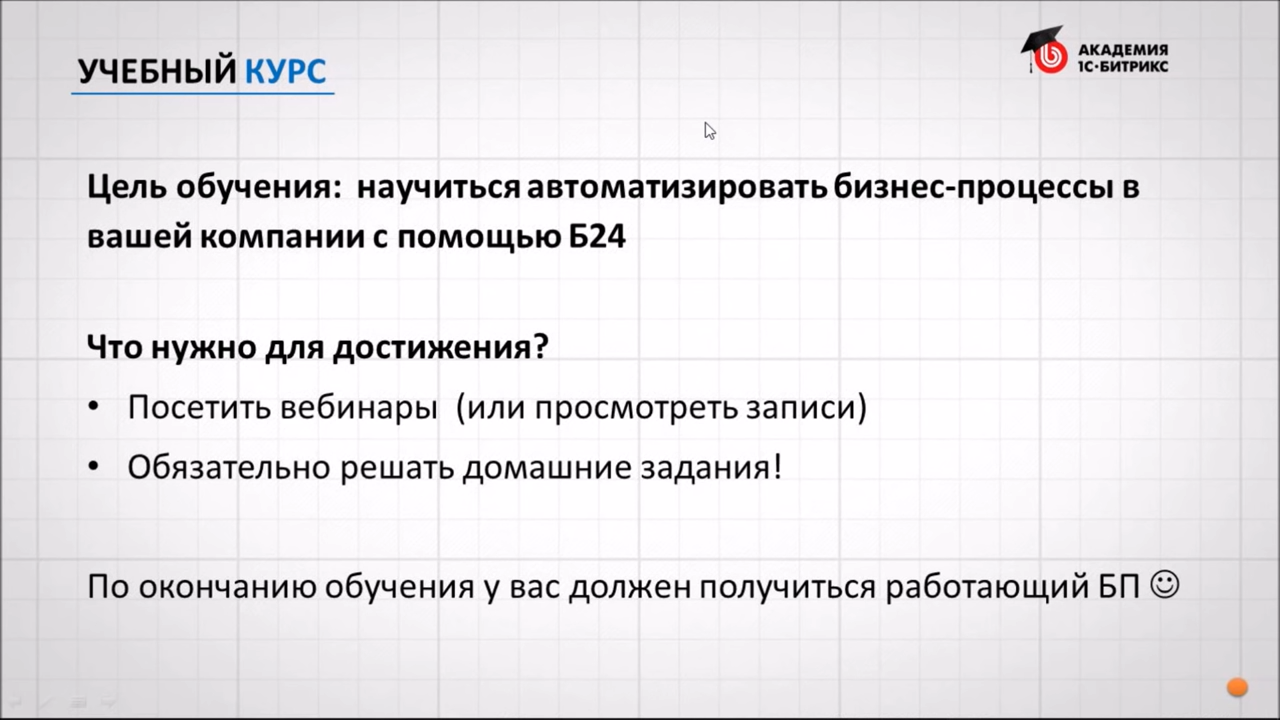 УЧЕБНЫЙ КУРС
АКАДЕМИЯ
1С-БИТРИКС
Цель обучения: научиться автоматизировать бизнес-процессы в
вашей компании с помощью Б24
Что нужно для достижения?
• Посетить вебинары (или просмотреть записи)
• Обязательно решать домашние задания!
По окончанию обучения у вас должен получиться работающий БП ☺